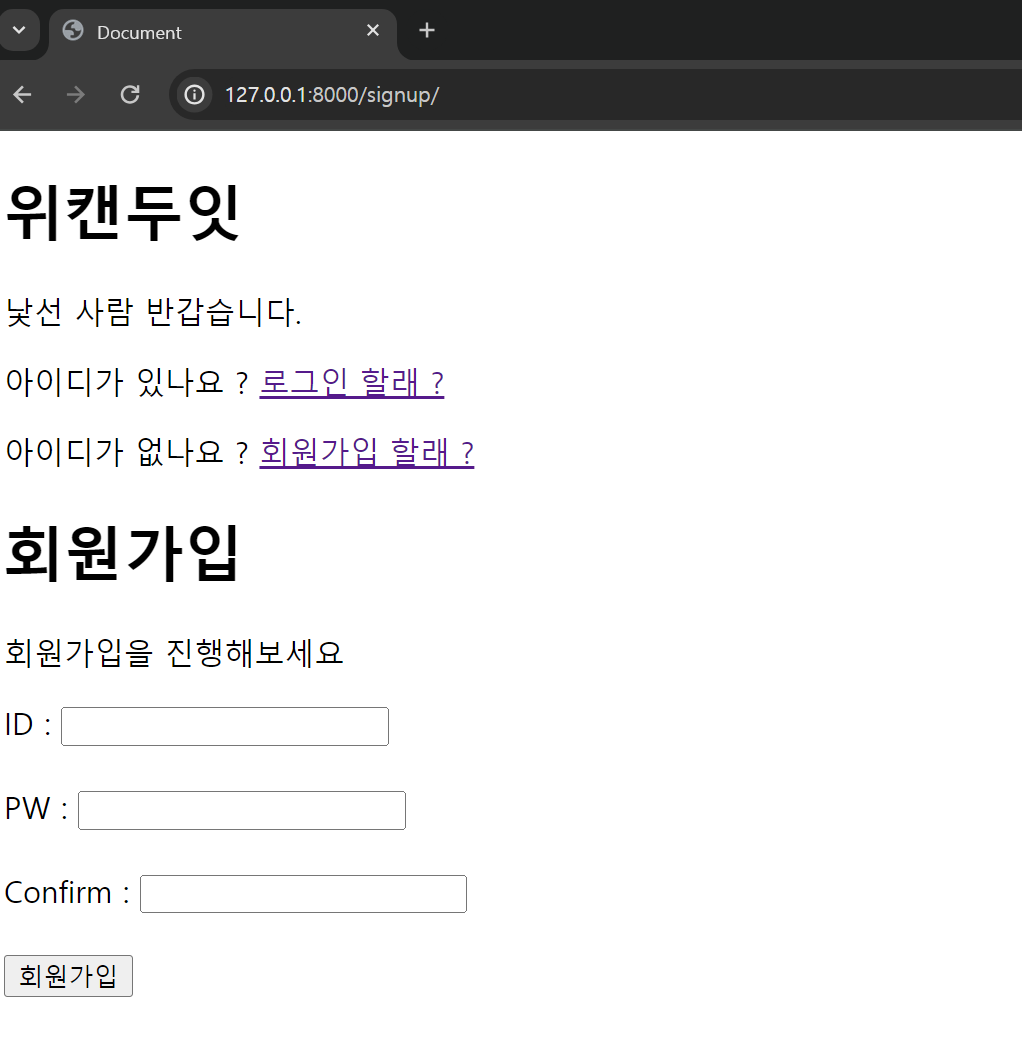 Document
127.0.0.1:8000/signup/
위캔두잇
낯선 사람 반갑습니다.
아이디가 있나요 ? 로그인 할래 ?
아이디가 없나요 ? 회원가입 할래 ?
회원가입
회원가입을 진행해보세요
ID :
PW :
Confirm :
회원가입